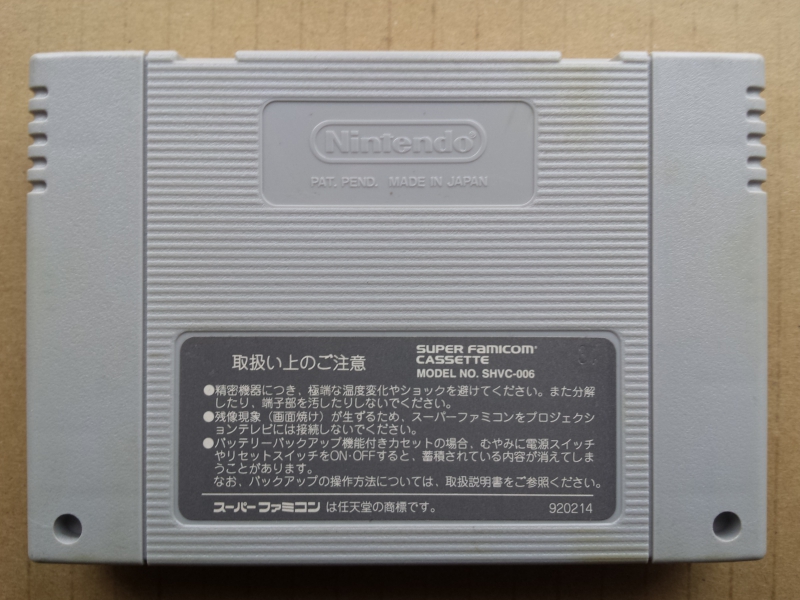 Nintendo
PAT. PEND. MADE IN JAPAN
取扱い上のご注意
SUPER FAMICOM
CASSETTE
MODEL NO. SHVC-006
●精密機器につき、極端な温度変化やショックを避けてください。また分解
したり、端子部を汚したりしないでください。
●残像現象（画面焼け）が生ずるため、スーパーファミコンをプロジェクシ
ョンテレビには接続しないでください。
●バッテリーバックアップ機能付きカセットの場合、むやみに電源スイッチ
やリセットスイッチをON·OFFすると、蓄積されている内容が消えてしま
うことがあります。
なお、バックアップの操作方法については、取扱説明書をご参照ください。
スーパーファミコン は任天堂の商標です。
920214